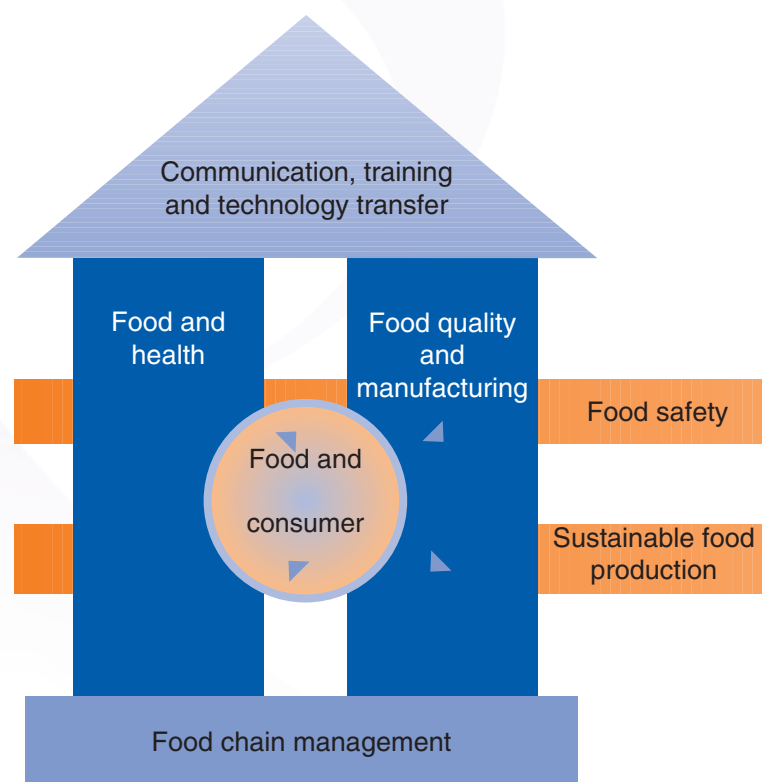 Communication, training
and technology transfer
Food and
health
Food quality
and
manufacturing
Food safety
Food and
consumer
Sustainable food
production
Food chain management